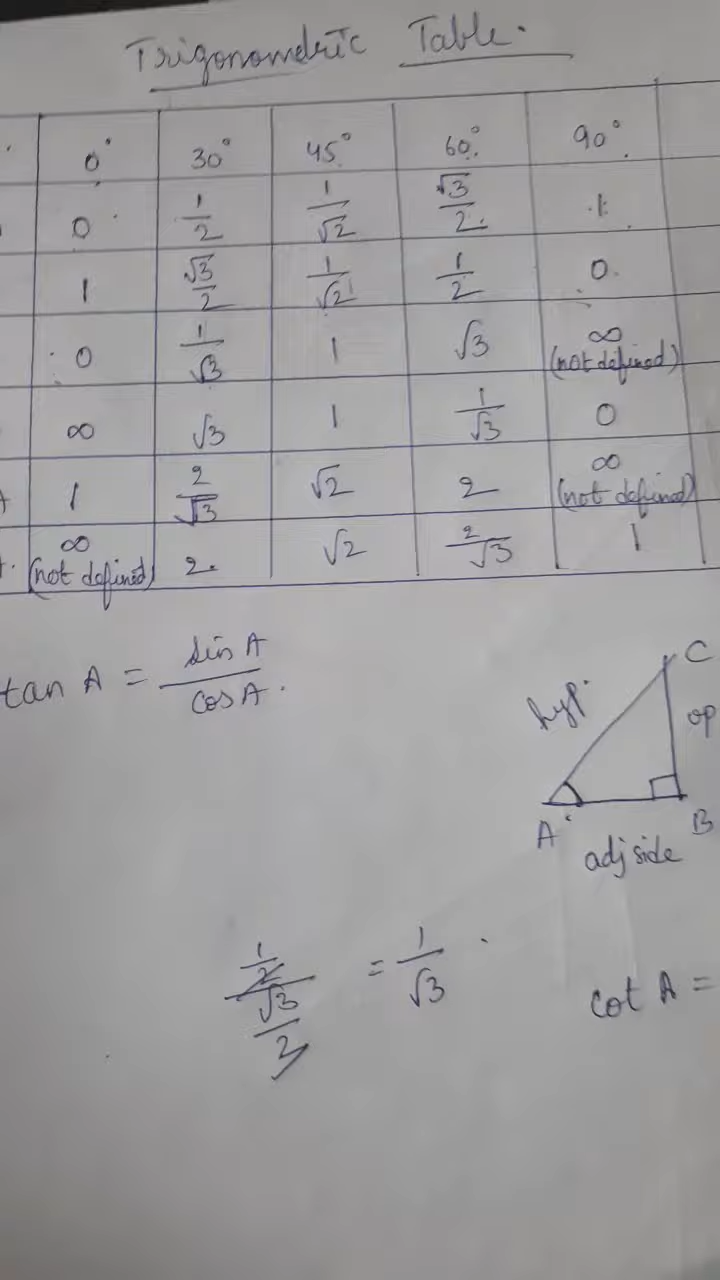 Trigonometric Table.
0° 30° 45° 60° 90°
0 1/2 1/√2 √3/2 1
1 √3/2 1/√2 1/2 0
0 1/√3 1 √3 ∞ (not defined)
∞ √3 1 1/√3 0
1 2/√3 √2 2 ∞ (not defined)
∞ (not defined) 2 √2 2/√3 1
tan A = sin A / cos A.
C
hyp.
op
A
B
adj side
1/2 / √3/2 = 1/√3
cot A =